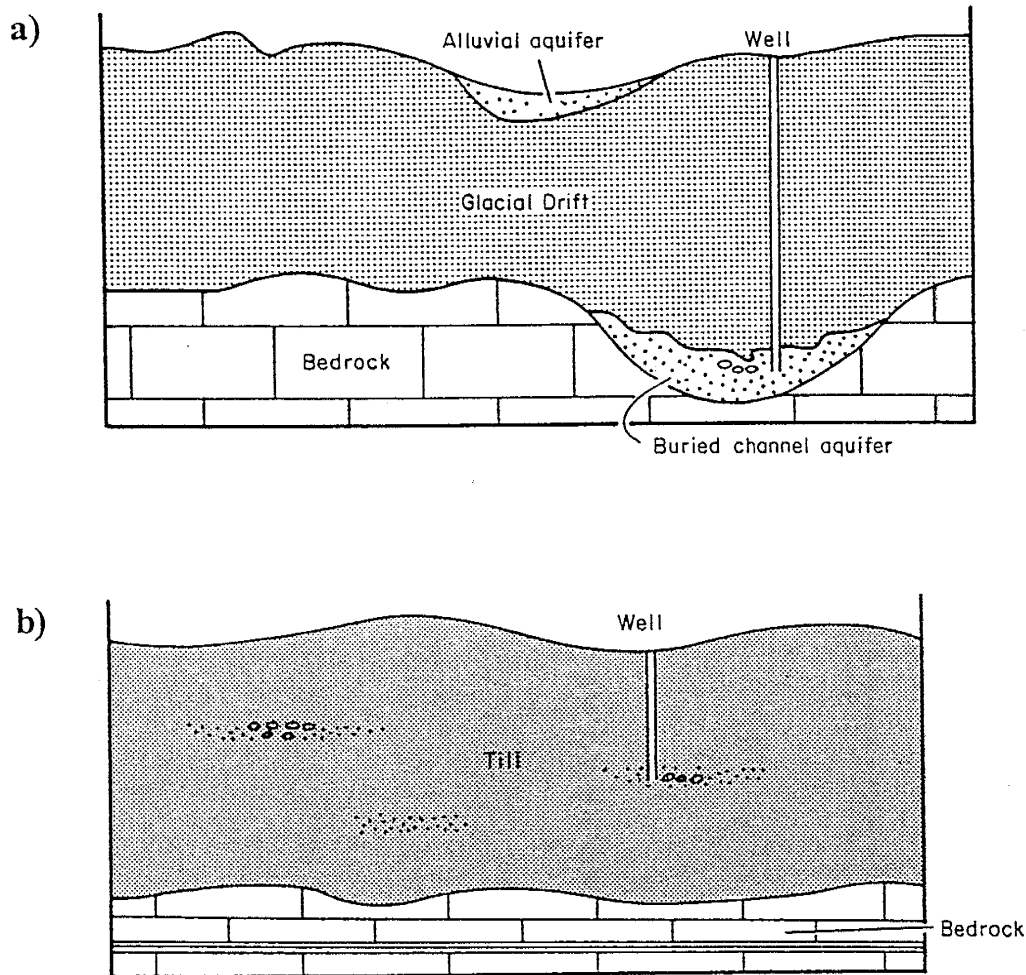 a)
Alluvial aquifer
Well
Glacial Drift
Bedrock
Buried channel aquifer
b)
Well
Till
Bedrock